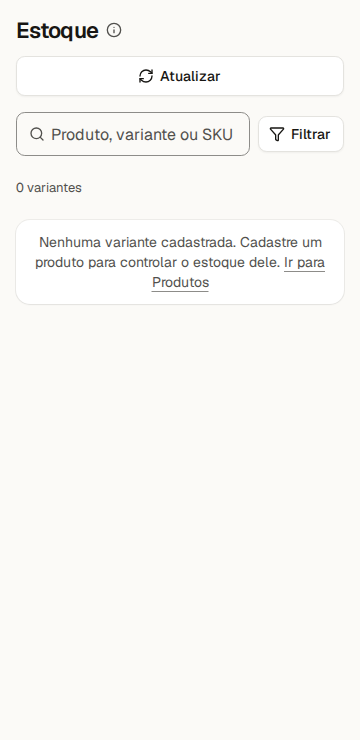 Estoque
Atualizar
Produto, variante ou SKU
Filtrar
0 variantes
Nenhuma variante cadastrada. Cadastre um
produto para controlar o estoque dele. Ir para
Produtos